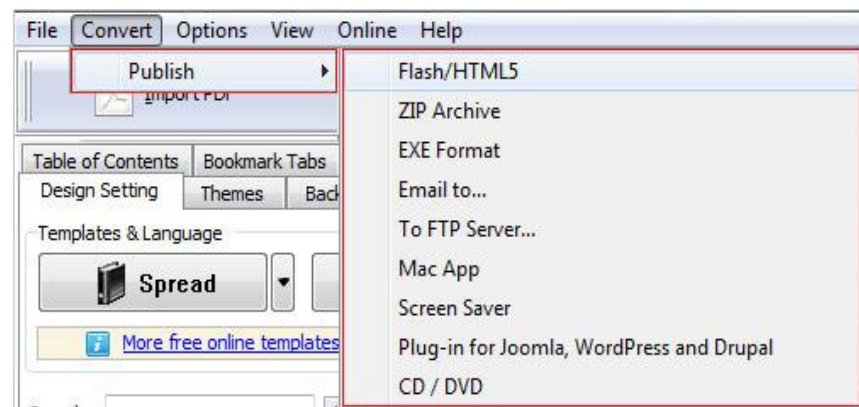 File Convert Options View Online Help
Publish
Flash/HTML5
Import PDF
ZIP Archive
EXE Format
Email to...
To FTP Server...
Mac App
Screen Saver
Plug-in for Joomla, WordPress and Drupal
CD / DVD
Table of Contents Bookmark Tabs
Design Setting Themes
Templates & Language
Spread
More free online templates